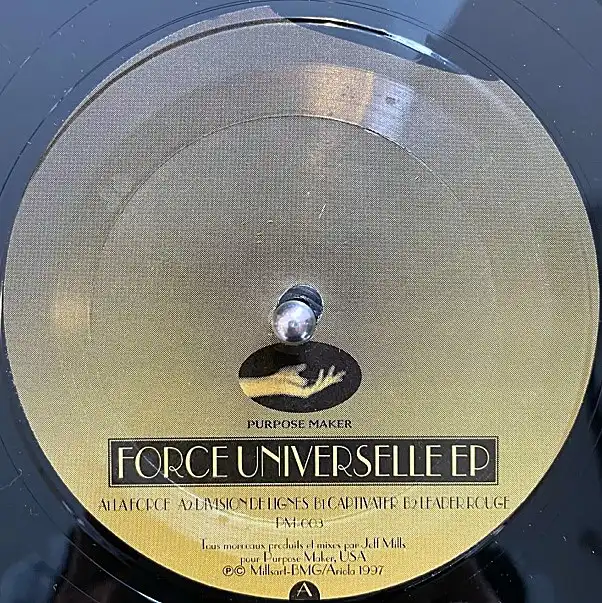 PURPOSE MAKER
FORCE UNIVERSELLE EP
A1 LA FORCE A2 DIVISION DE LIGNES B1 CAPTIVATER B2 LEADER ROUGE
PM-003
Tous morceaux produits et mixes par Jeff Mills
pour Purpose Maker, USA
℗© Millsart-BMG/Ariola 1997
A